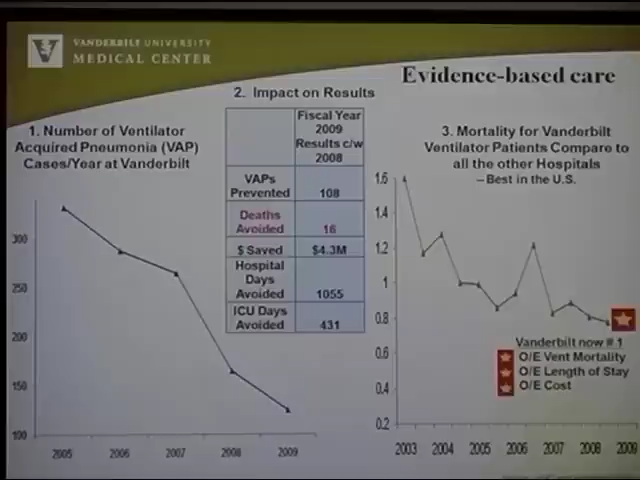 VANDERBILT UNIVERSITY
MEDICAL CENTER
Evidence-based care
1. Number of Ventilator
Acquired Pneumonia (VAP)
Cases/Year at Vanderbilt
300
250
200
150
100
2005 2006 2007 2008 2009
2. Impact on Results
Fiscal Year
2009
Results c/w
2008
VAPs
Prevented 108
Deaths
Avoided 16
$ Saved $4.3M
Hospital
Days
Avoided 1055
ICU Days
Avoided 431
3. Mortality for Vanderbilt
Ventilator Patients Compare to
all the other Hospitals
– Best in the U.S.
1.6
1.4
1.2
1
0.8
0.6
0.4
0.2
Vanderbilt now # 1
O/E Vent Mortality
O/E Length of Stay
O/E Cost
2003 2004 2005 2006 2007 2008 2009